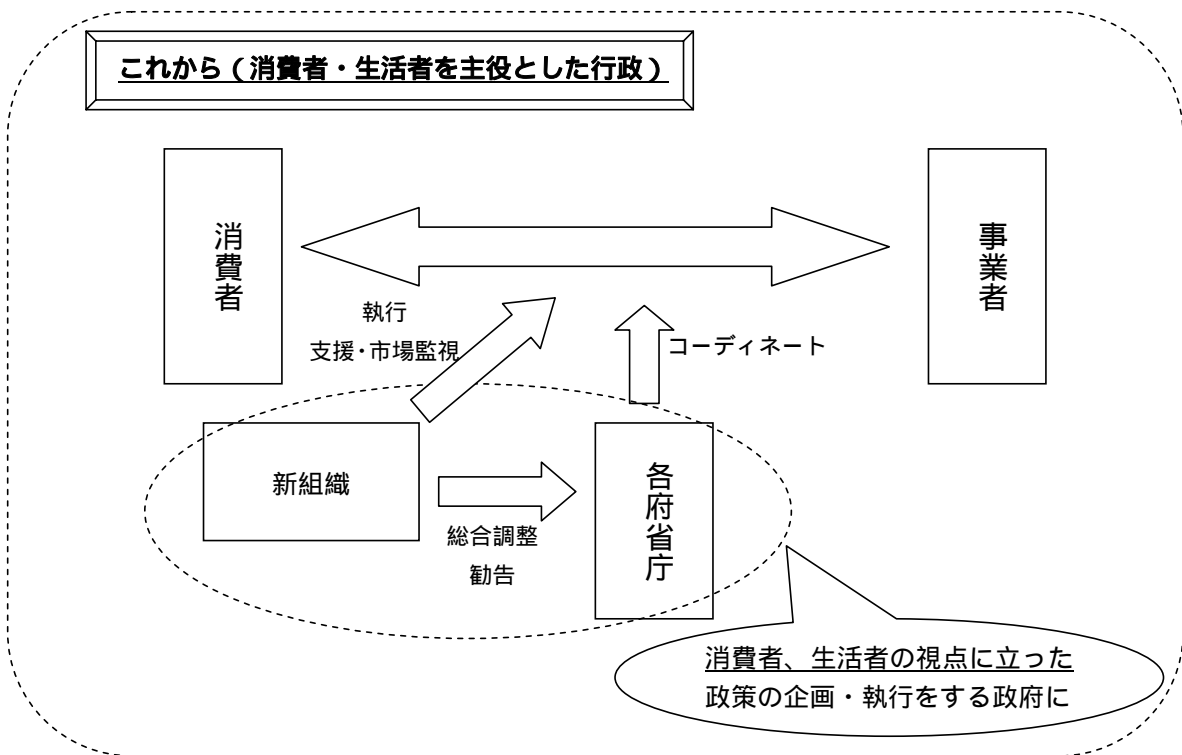 これから（消費者・生活者を主役とした行政）
消費者
事業者
執行
支援・市場監視
コーディネート
新組織
各府省庁
総合調整
勧告
消費者、生活者の視点に立った
政策の企画・執行をする政府に